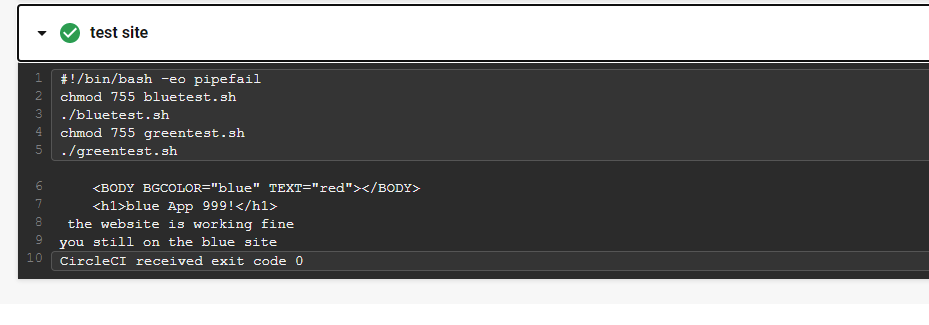 test site
1 #!/bin/bash -eo pipefail
2 chmod 755 bluetest.sh
3 ./bluetest.sh
4 chmod 755 greentest.sh
5 ./greentest.sh
6 <BODY BGCOLOR="blue" TEXT="red"></BODY>
7 <h1>blue App 999!</h1>
8 the website is working fine
9 you still on the blue site
10 CircleCI received exit code 0